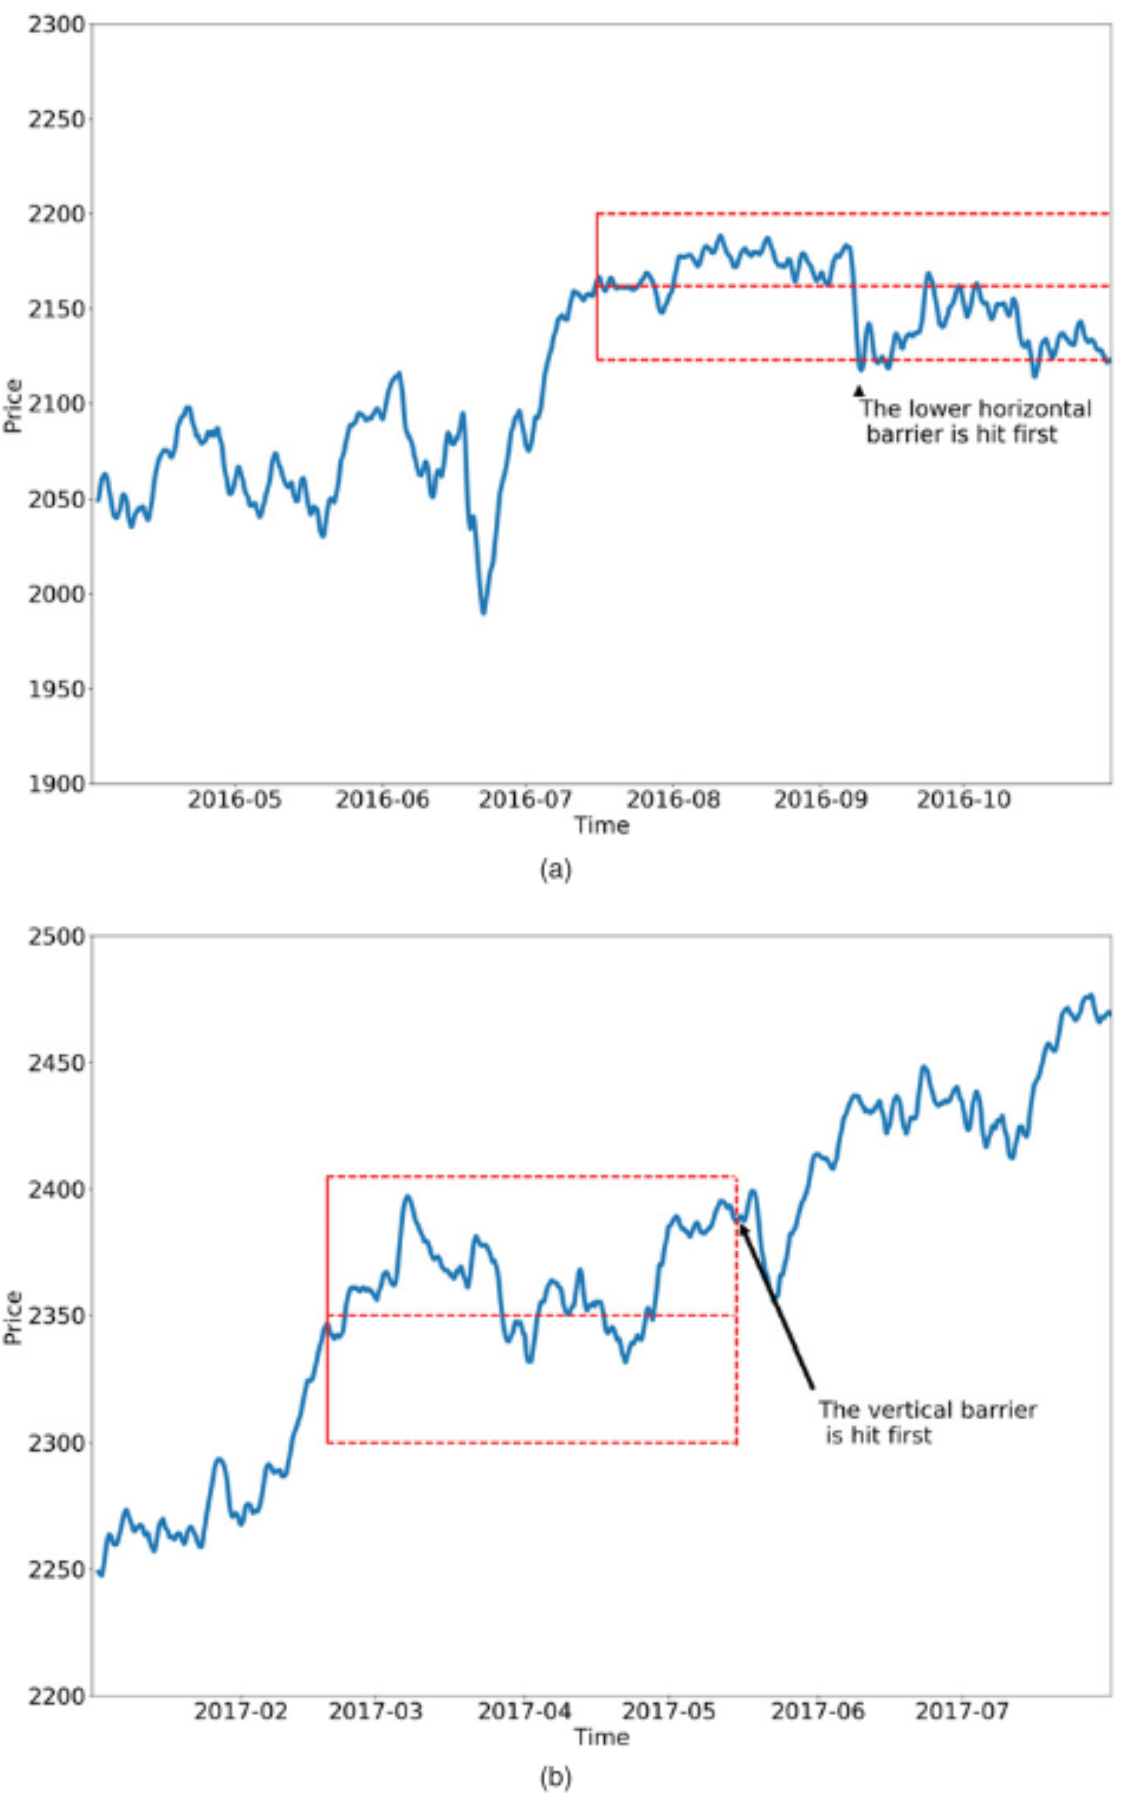 2300
2250
2200
2150
2100
2050
2000
1950
1900
Price
The lower horizontal
barrier is hit first
2016-05 2016-06 2016-07 2016-08 2016-09 2016-10
Time
(a)
2500
2450
2400
2350
2300
2250
2200
Price
The vertical barrier
is hit first
2017-02 2017-03 2017-04 2017-05 2017-06 2017-07
Time
(b)